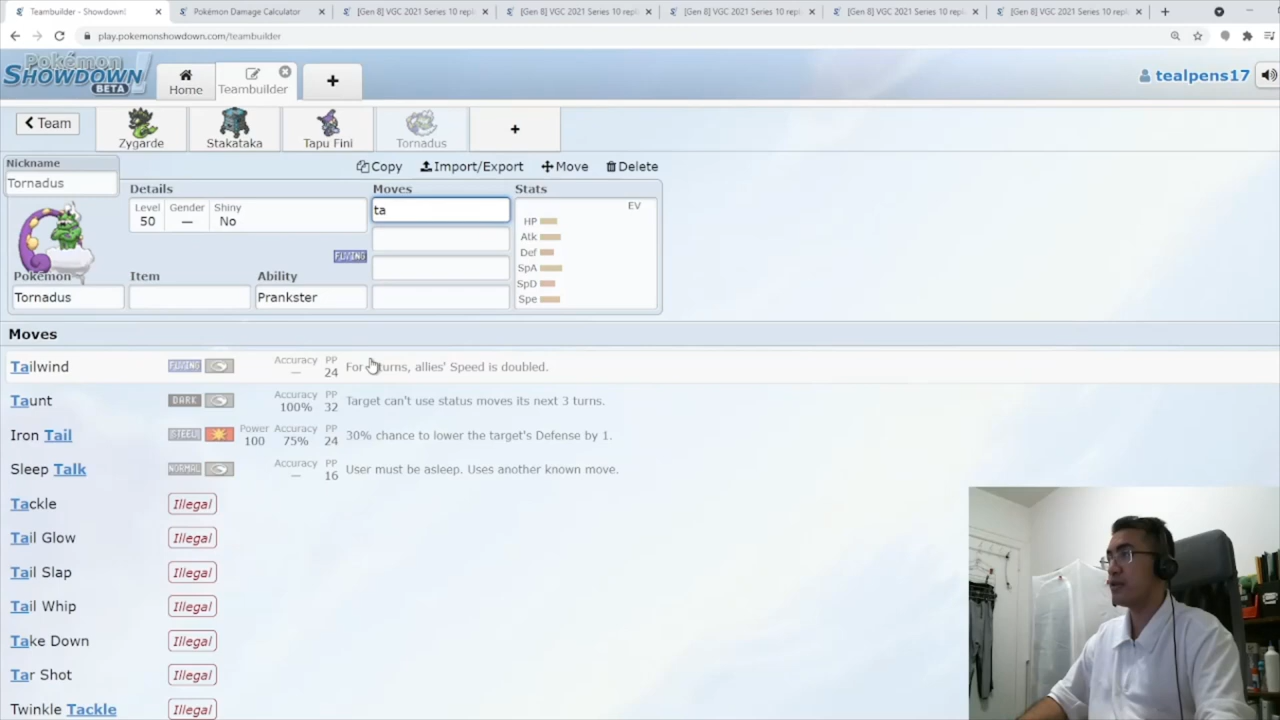 Teambuilder - Showdown!
Pokémon Damage Calculator
[Gen 8] VGC 2021 Series 10 repl
[Gen 8] VGC 2021 Series 10 repl
[Gen 8] VGC 2021 Series 10 repl
[Gen 8] VGC 2021 Series 10 repl
[Gen 8] VGC 2021 Series 10 repl
play.pokemonshowdown.com/teambuilder
Pokémon
SHOWDOWN!
BETA
Home
Teambuilder
tealpens17
Team
Zygarde
Stakataka
Tapu Fini
Tornadus
Nickname
Tornadus
Copy
Import/Export
Move
Delete
Details
Moves
Stats
Level
Gender
Shiny
50
—
No
ta
EV
HP
Atk
Def
SpA
SpD
Spe
FLYING
Pokémon
Item
Ability
Tornadus
Prankster
Moves
Tailwind FLYING Accuracy — PP 24 For turns, allies' Speed is doubled.
Taunt DARK Accuracy 100% PP 32 Target can't use status moves its next 3 turns.
Iron Tail STEEL Power 100 Accuracy 75% PP 24 30% chance to lower the target's Defense by 1.
Sleep Talk NORMAL Accuracy — PP 16 User must be asleep. Uses another known move.
Tackle Illegal
Tail Glow Illegal
Tail Slap Illegal
Tail Whip Illegal
Take Down Illegal
Tar Shot Illegal
Twinkle Tackle Illegal